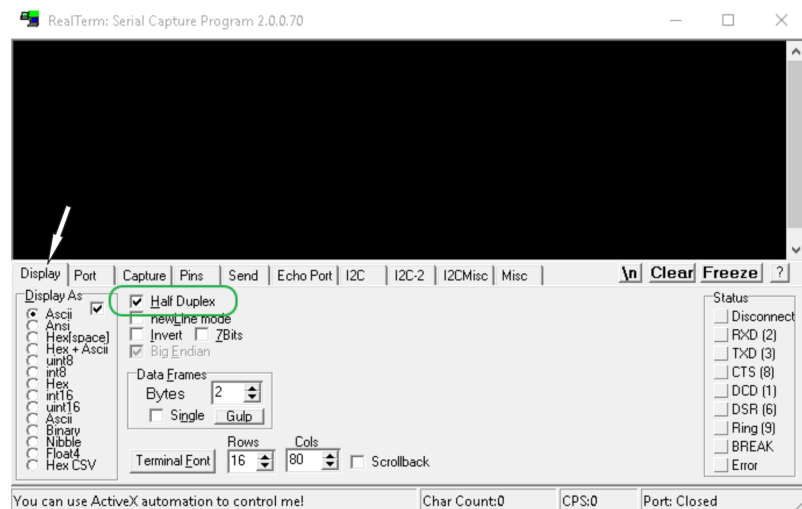 RealTerm: Serial Capture Program 2.0.0.70
Display Port Capture Pins Send Echo Port I2C I2C-2 I2CMisc Misc \n Clear Freeze ?
Display As
Ascii
Ansi
Hex[space]
Hex + Ascii
uint8
int8
Hex
int16
uint16
Ascii
Binary
Nibble
Float4
Hex CSV
Half Duplex
newLine mode
Invert 7Bits
Big Endian
Data Frames
Bytes 2
Single Gulp
Rows Cols
Terminal Font 16 80 Scrollback
Status
Disconnect
RXD (2)
TXD (3)
CTS (8)
DCD (1)
DSR (6)
Ring (9)
BREAK
Error
You can use ActiveX automation to control me! Char Count:0 CPS:0 Port: Closed